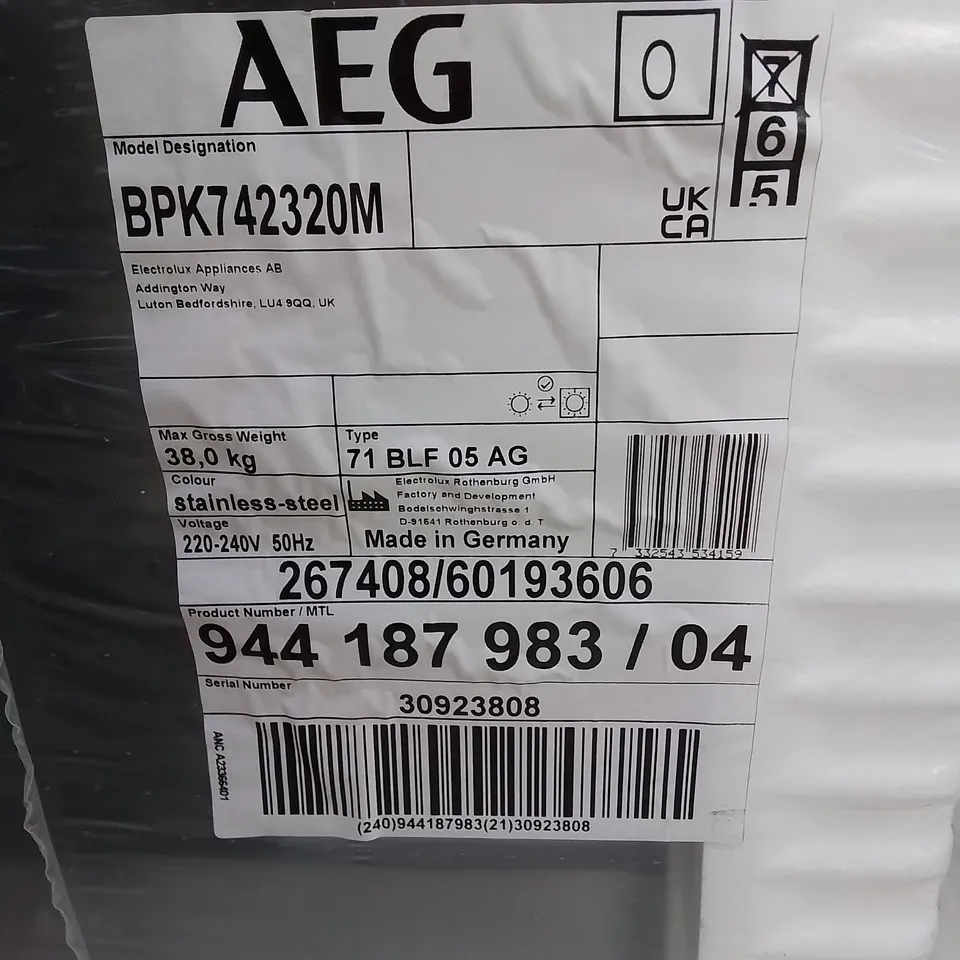 AEG
0
7
6
5
Model Designation
BPK742320M
UK
CA
Electrolux Appliances AB
Addington Way
Luton Bedfordshire, LU4 9QQ, UK
Max Gross Weight
38,0 kg
Type
71 BLF 05 AG
Colour
stainless-steel
Electrolux Rothenburg GmbH
Factory and Development
Bodelschwinghstrasse 1
D-91541 Rothenburg o. d. T
Voltage
220-240V 50Hz
Made in Germany
7 332543 534159
267408/60193606
Product Number / MTL
944 187 983 / 04
Serial Number
30923808
ANC A23366401
(240)944187983(21)30923808